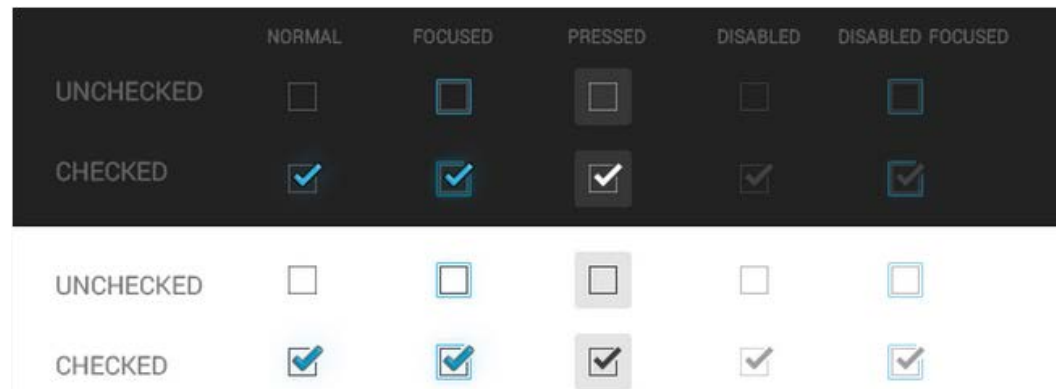 NORMAL FOCUSED PRESSED DISABLED DISABLED FOCUSED
UNCHECKED
CHECKED
UNCHECKED
CHECKED